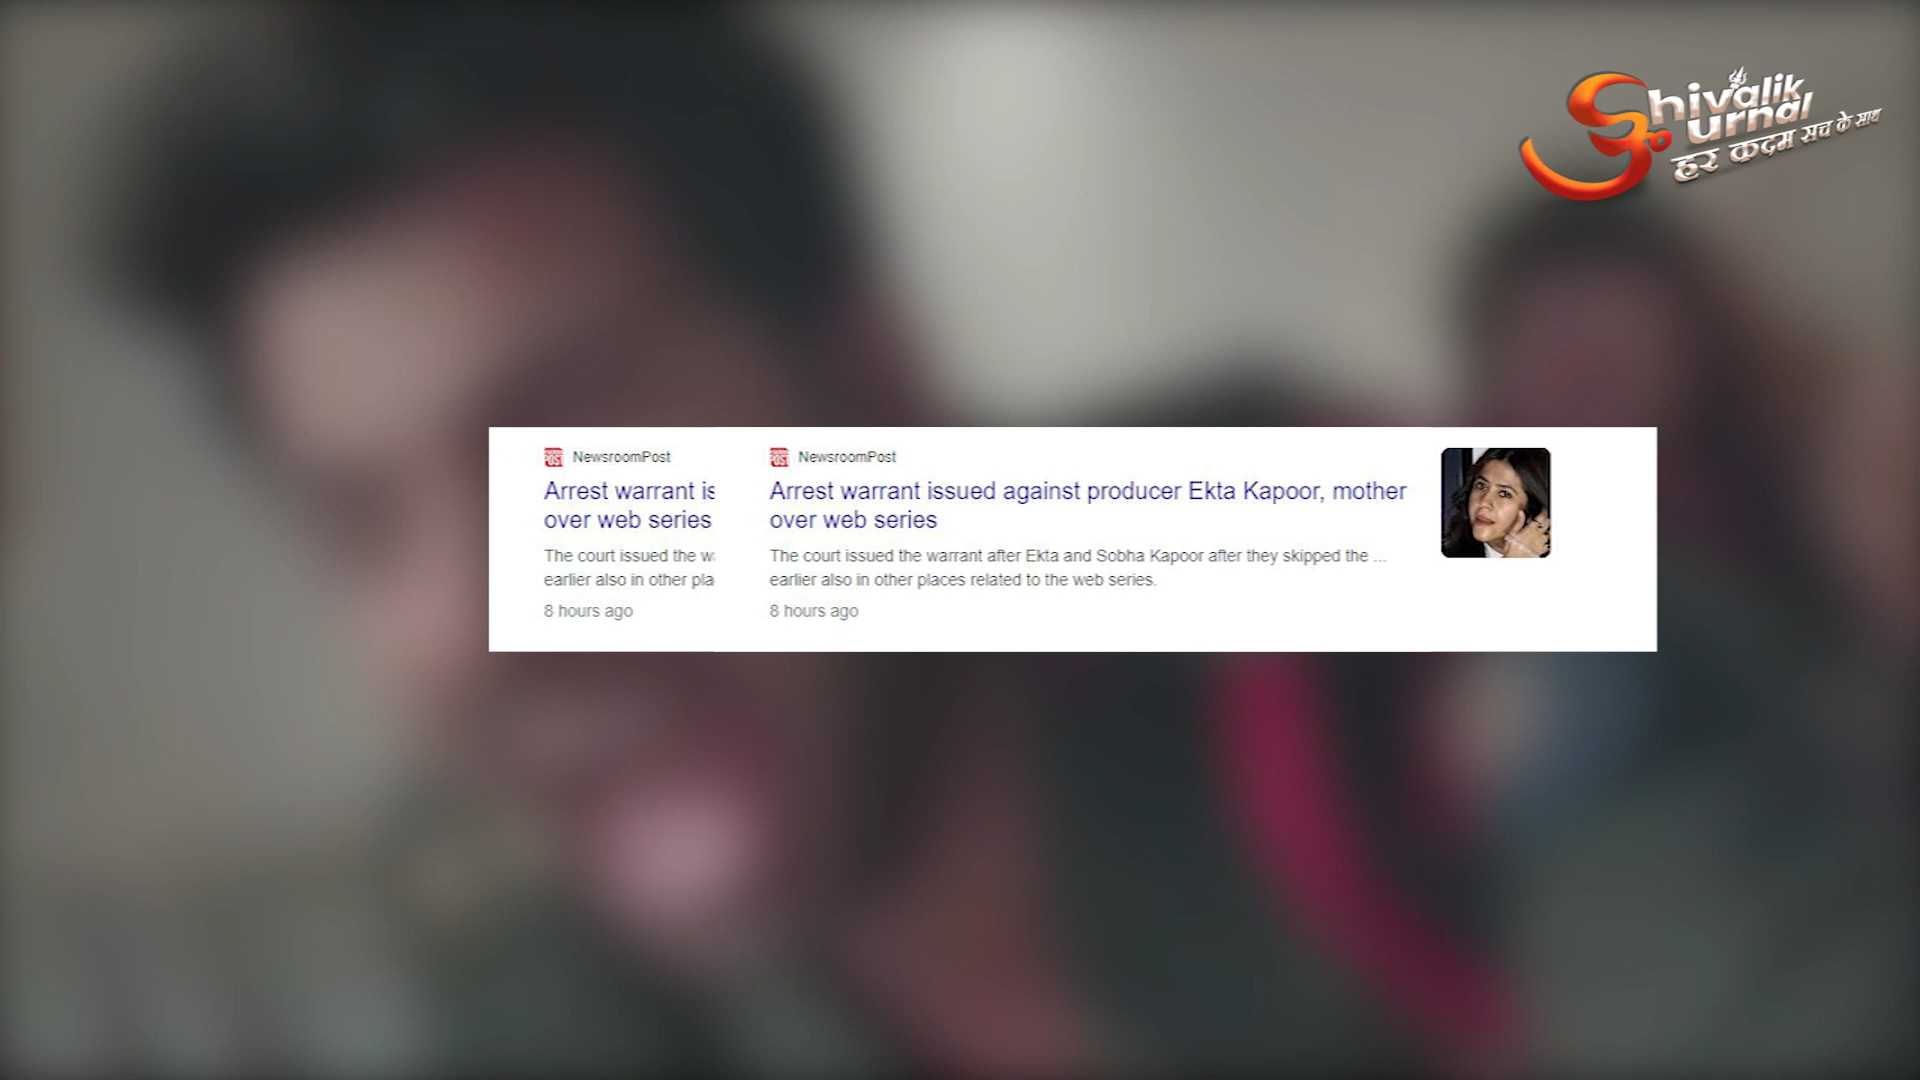 Shivalik
Jurnal
हर कदम सच के साथ
NewsroomPost
Arrest warrant is
over web series
The court issued the wa
earlier also in other pla
8 hours ago
NewsroomPost
Arrest warrant issued against producer Ekta Kapoor, mother
over web series
The court issued the warrant after Ekta and Sobha Kapoor after they skipped the ...
earlier also in other places related to the web series.
8 hours ago